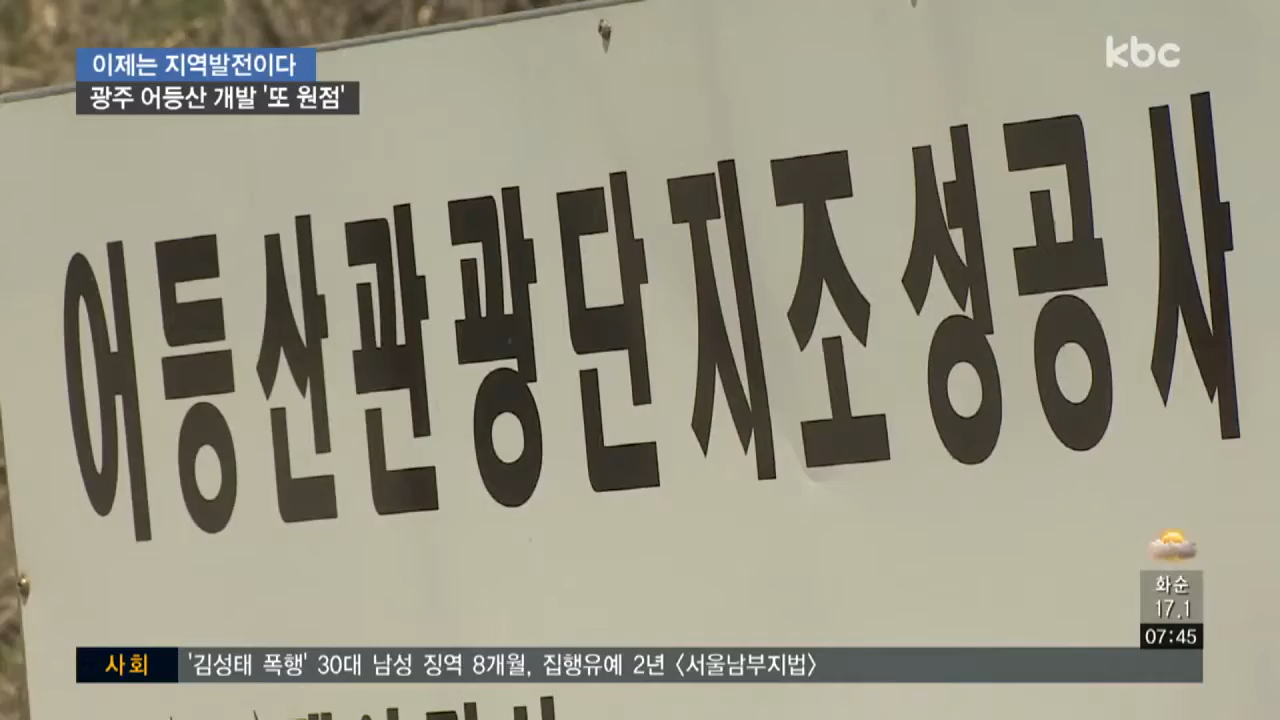 이제는 지역발전이다
kbc
광주 어등산 개발 '또 원점'
어등산관광단지조성공사
화순
17.1
07:45
사회 '김성태 폭행' 30대 남성 징역 8개월, 집행유예 2년 <서울남부지법>